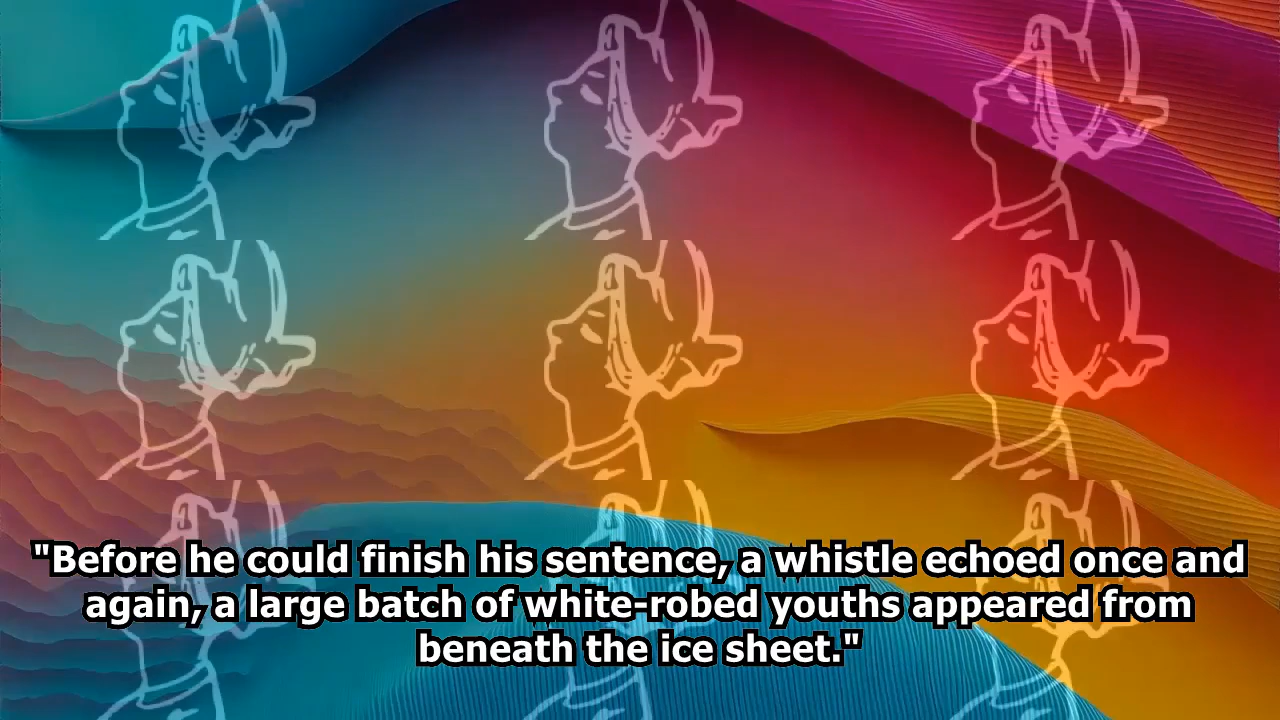 "Before he could finish his sentence, a whistle echoed once and
again, a large batch of white-robed youths appeared from
beneath the ice sheet."